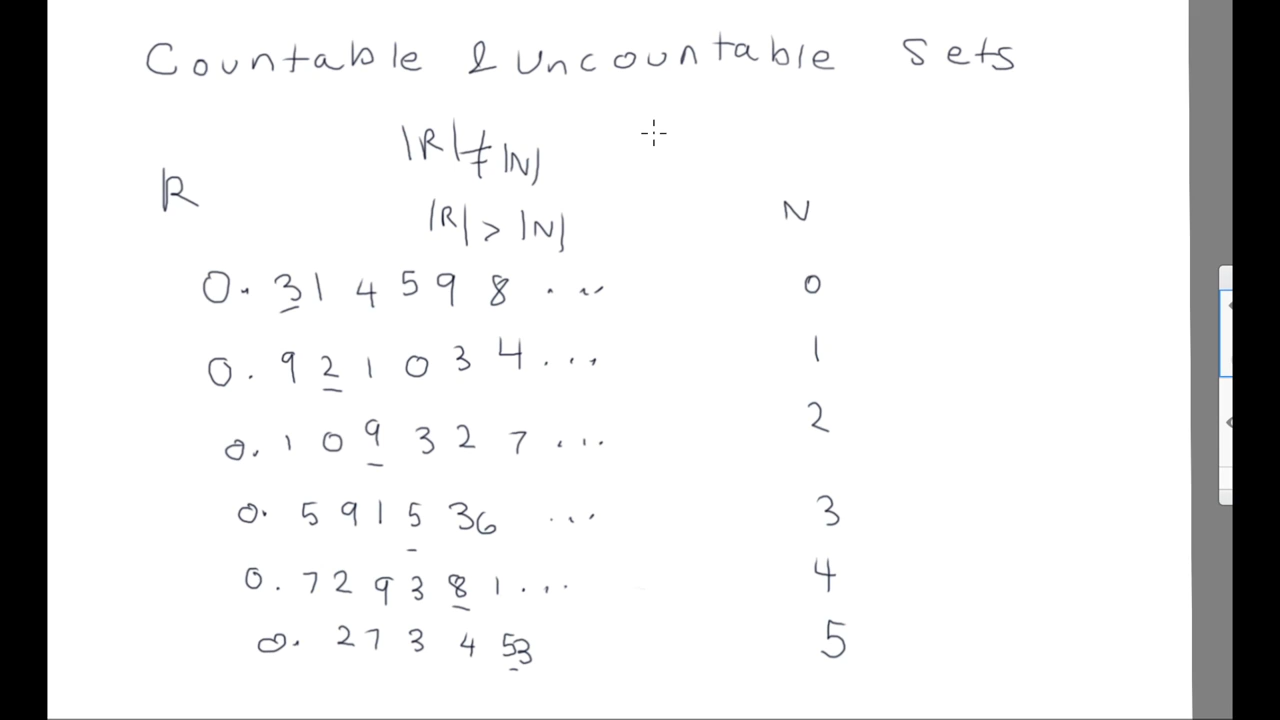 Countable & Uncountable Sets
|R| ≠ |N|
R
|R| > |N|
N
0.314598... 0
0.921034... 1
0.109327... 2
0.591536 ... 3
0.729381... 4
0.273453 5